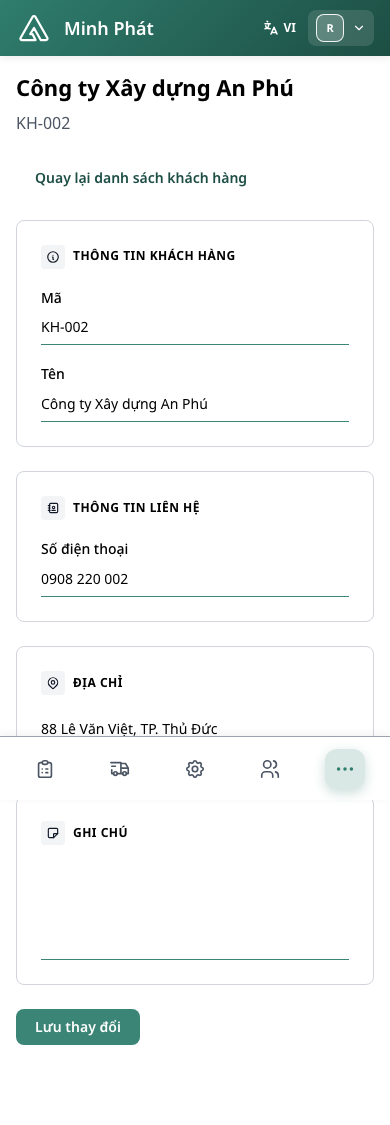 Minh Phát
VI
R
Công ty Xây dựng An Phú
KH-002
Quay lại danh sách khách hàng
THÔNG TIN KHÁCH HÀNG
Mã
KH-002
Tên
Công ty Xây dựng An Phú
THÔNG TIN LIÊN HỆ
Số điện thoại
0908 220 002
ĐỊA CHỈ
88 Lê Văn Việt, TP. Thủ Đức
GHI CHÚ
Lưu thay đổi